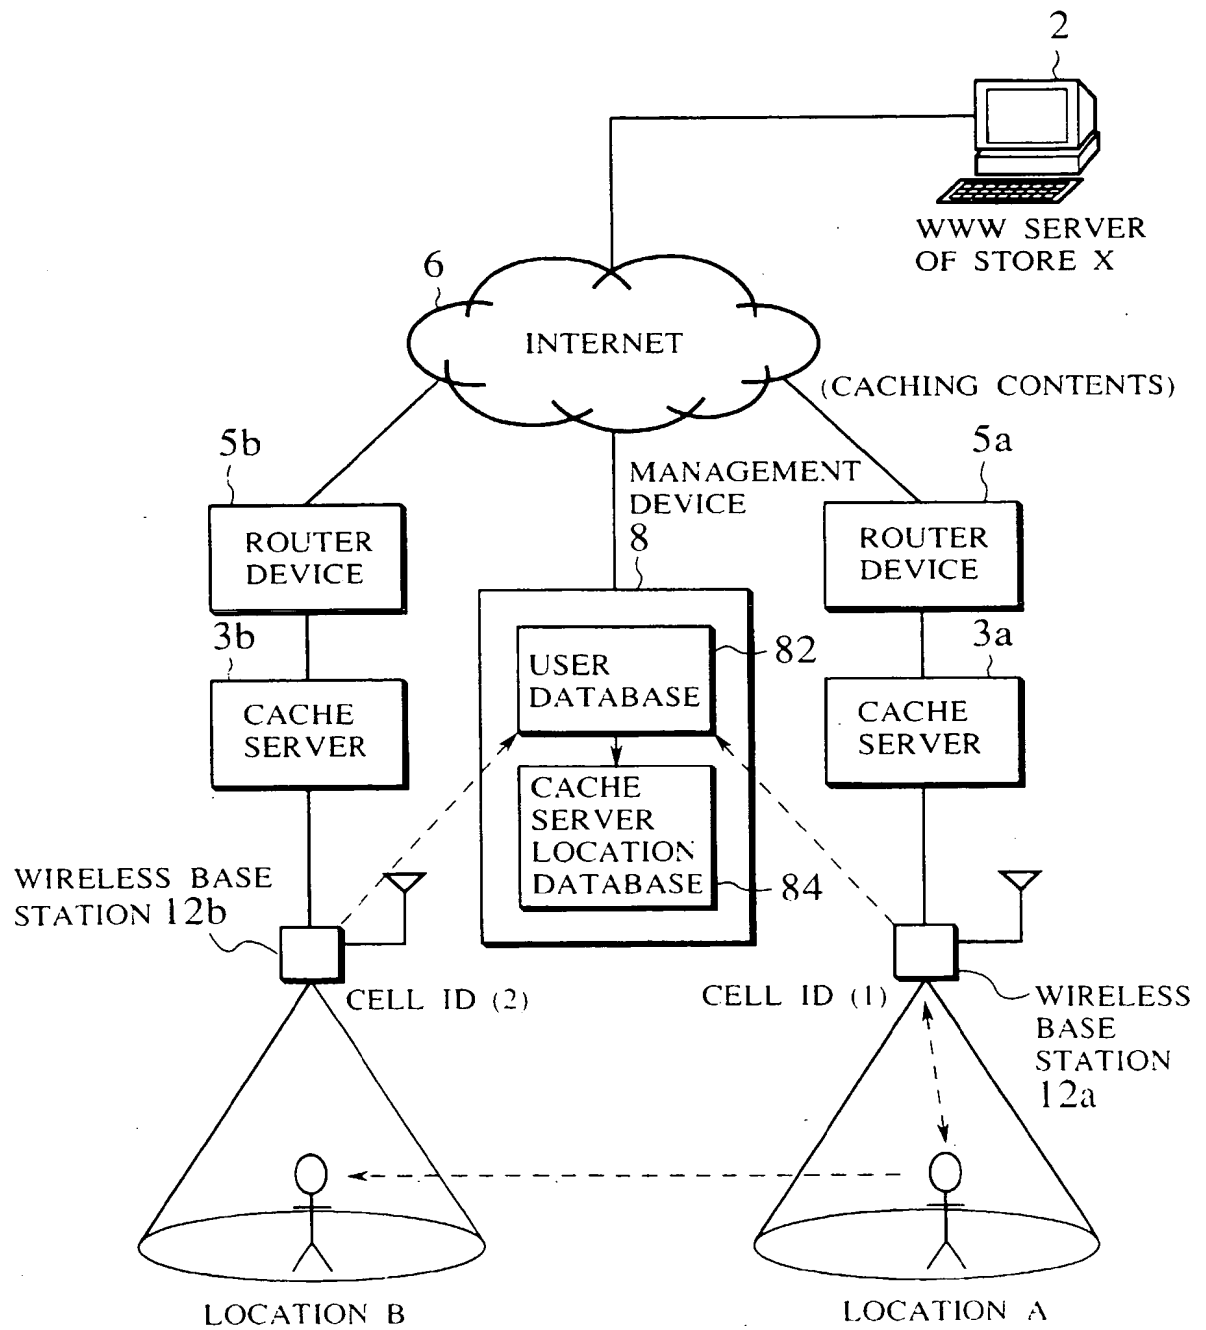 2
WWW SERVER
OF STORE X
6
INTERNET
(CACHING CONTENTS)
5b
5a
MANAGEMENT
DEVICE
8
ROUTER
DEVICE
ROUTER
DEVICE
3b
3a
82
USER
DATABASE
CACHE
SERVER
CACHE
SERVER
CACHE
SERVER
LOCATION
DATABASE
84
WIRELESS BASE
STATION 12b
CELL ID (2)
CELL ID (1)
WIRELESS
BASE
STATION
12a
LOCATION B
LOCATION A